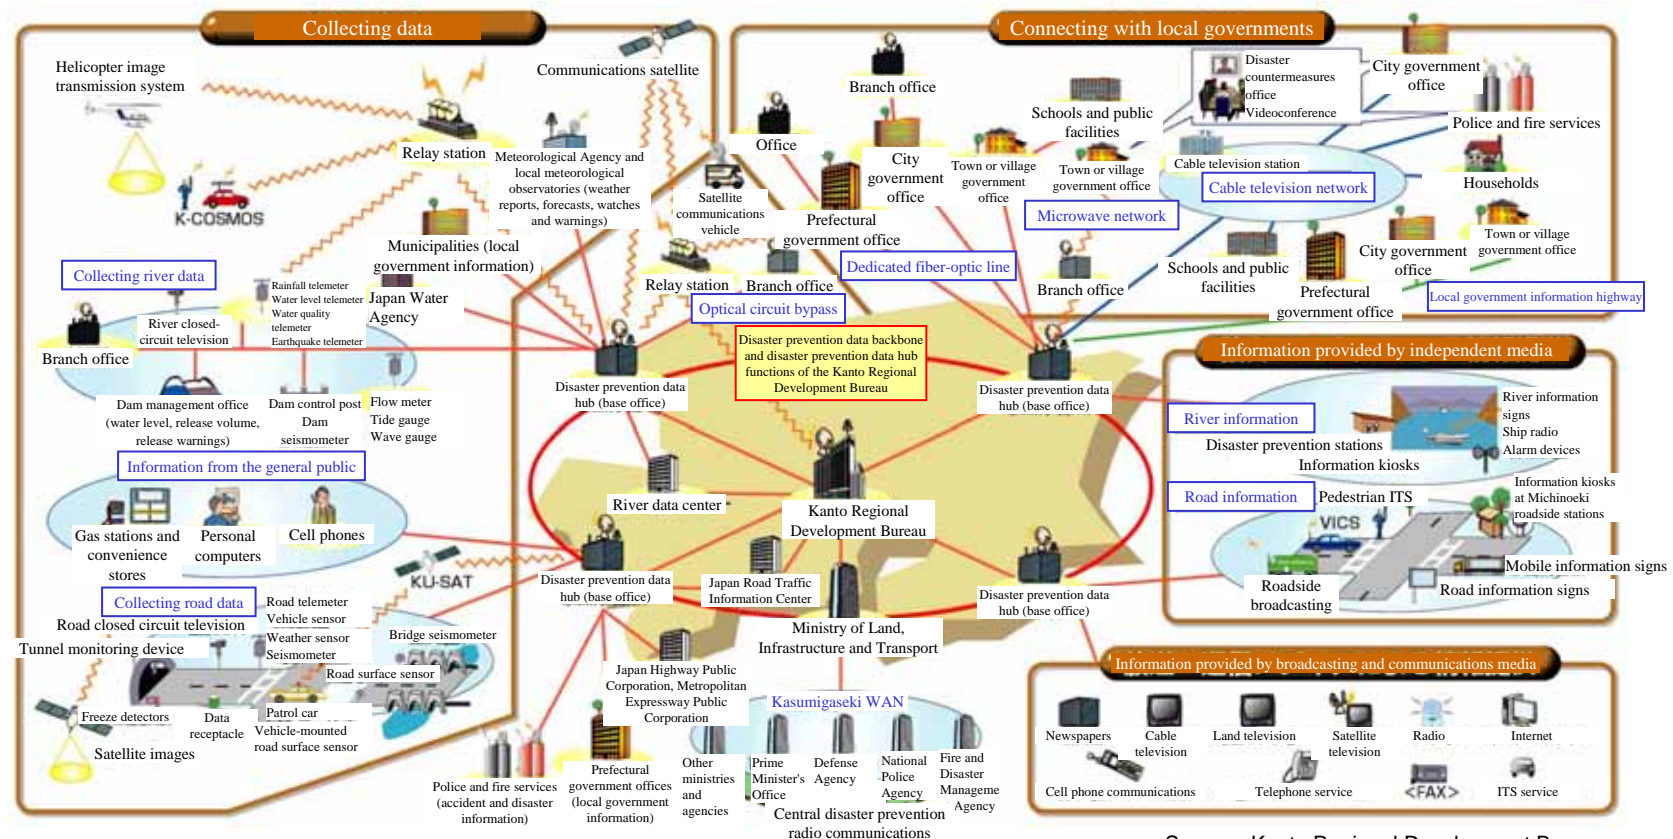 Collecting data
Connecting with local governments
Helicopter image
transmission system
Communications satellite
Relay station
K-COSMOS
Meteorological Agency and
local meteorological
observatories (weather
reports, forecasts, watches
and warnings)
Municipalities (local
government information)
Satellite
communications
vehicle
Relay station
Branch office
Office
Branch office
City
government
office
Prefectural
government office
Town or village
government
office
Schools and public
facilities
Town or village
government office
Microwave network
Dedicated fiber-optic line
Optical circuit bypass
Branch office
Disaster
countermeasures
office
Videoconference
City government
office
Police and fire services
Cable television station
Cable television network
Households
Schools and public
facilities
Prefectural
government office
City government
office
Town or village
government office
Local government information highway
Collecting river data
Branch office
River closed-
circuit television
Rainfall telemeter
Water level telemeter
Water quality
telemeter
Earthquake telemeter
Japan Water
Agency
Dam management office
(water level, release volume,
release warnings)
Dam control post
Dam
seismometer
Flow meter
Tide gauge
Wave gauge
Information from the general public
Gas stations and
convenience
stores
Personal
computers
Cell phones
KU-SAT
Collecting road data
Road closed circuit television
Tunnel monitoring device
Road telemeter
Vehicle sensor
Weather sensor
Seismometer
Bridge seismometer
Road surface sensor
Freeze detectors
Data
receptacle
Patrol car
Vehicle-mounted
road surface sensor
Satellite images
Disaster prevention data backbone
and disaster prevention data hub
functions of the Kanto Regional
Development Bureau
Disaster prevention data
hub (base office)
Disaster prevention data
hub (base office)
River data center
Kanto Regional
Development Bureau
Disaster prevention data
hub (base office)
Japan Road Traffic
Information Center
Disaster prevention data
hub (base office)
Ministry of Land,
Infrastructure and Transport
Japan Highway Public
Corporation, Metropolitan
Expressway Public
Corporation
Kasumigaseki WAN
Police and fire services
(accident and disaster
information)
Prefectural
government offices
(local government
information)
Other
ministries
and
agencies
Prime
Minister's
Office
Defense
Agency
National
Police
Agency
Fire and
Disaster
Manageme
Agency
Central disaster prevention
radio communications
Information provided by independent media
River information
Disaster prevention stations
Information kiosks
River information
signs
Ship radio
Alarm devices
Road information
Pedestrian ITS
VICS
Information kiosks
at Michinoeki
roadside stations
Roadside
broadcasting
Mobile information signs
Road information signs
Information provided by broadcasting and communications media
Newspapers
Cable
television
Land television
Satellite
television
Radio
Internet
Cell phone communications
Telephone service
<FAX>
ITS service